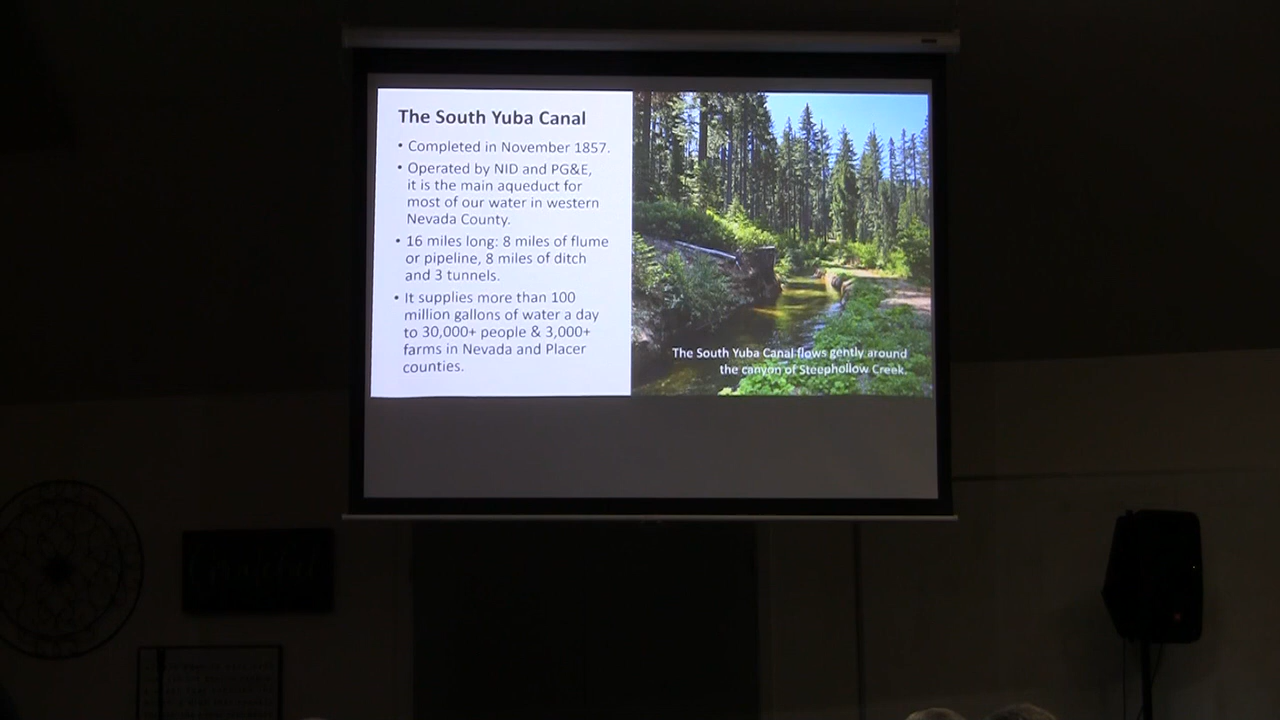 The South Yuba Canal
• Completed in November 1857.
• Operated by NID and PG&E,
it is the main aqueduct for
most of our water in western
Nevada County.
• 16 miles long: 8 miles of flume
or pipeline, 8 miles of ditch
and 3 tunnels.
• It supplies more than 100
million gallons of water a day
to 30,000+ people & 3,000+
farms in Nevada and Placer
counties.
The South Yuba Canal flows gently around
the canyon of Steephollow Creek.